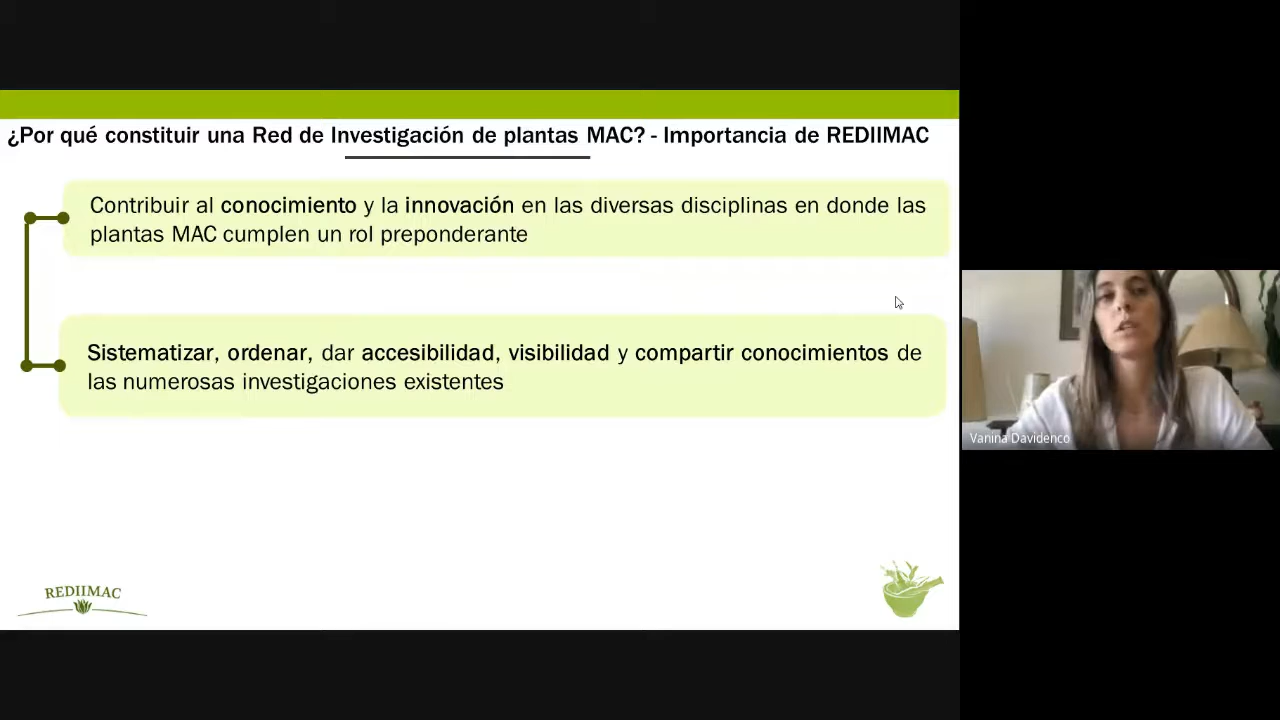 ¿Por qué constituir una Red de Investigación de plantas MAC? - Importancia de REDIIMAC
Contribuir al conocimiento y la innovación en las diversas disciplinas en donde las
plantas MAC cumplen un rol preponderante
Sistematizar, ordenar, dar accesibilidad, visibilidad y compartir conocimientos de
las numerosas investigaciones existentes
Vanina Davidenco
REDIIMAC